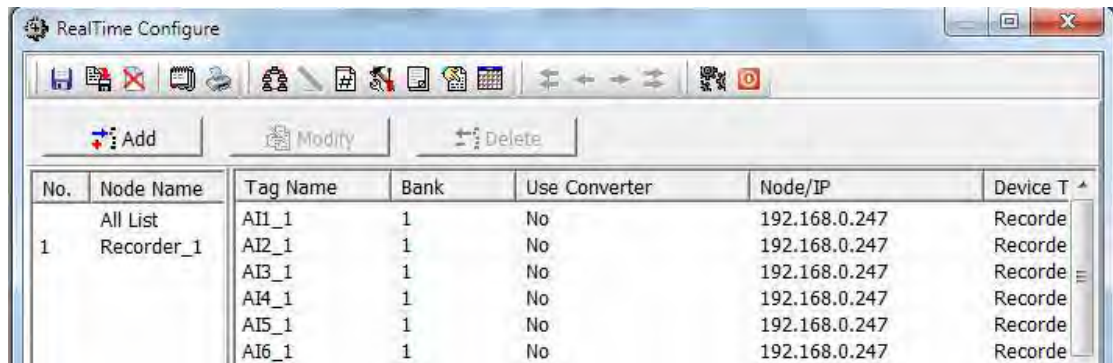 RealTime Configure
Add Modify Delete
No. Node Name Tag Name Bank Use Converter Node/IP Device T
All List AI1_1 1 No 192.168.0.247 Recorde
1 Recorder_1 AI2_1 1 No 192.168.0.247 Recorde
AI3_1 1 No 192.168.0.247 Recorde
AI4_1 1 No 192.168.0.247 Recorde
AI5_1 1 No 192.168.0.247 Recorde
AI6_1 1 No 192.168.0.247 Recorde